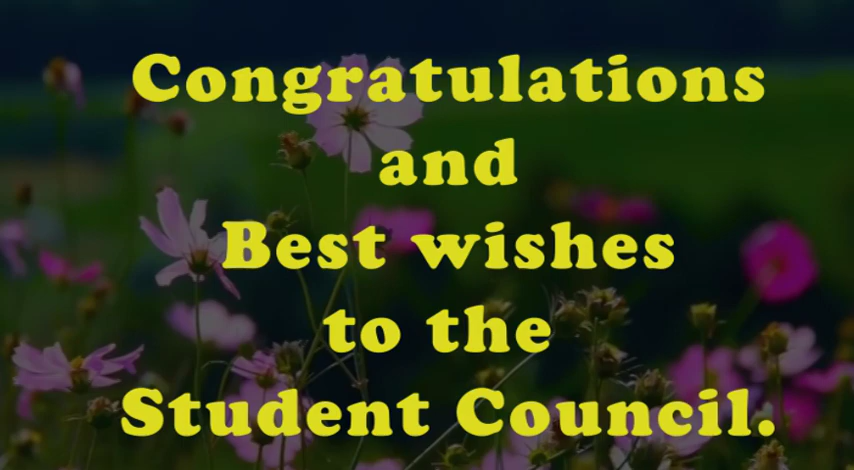 Congratulations
and
Best wishes
to the
Student Council.